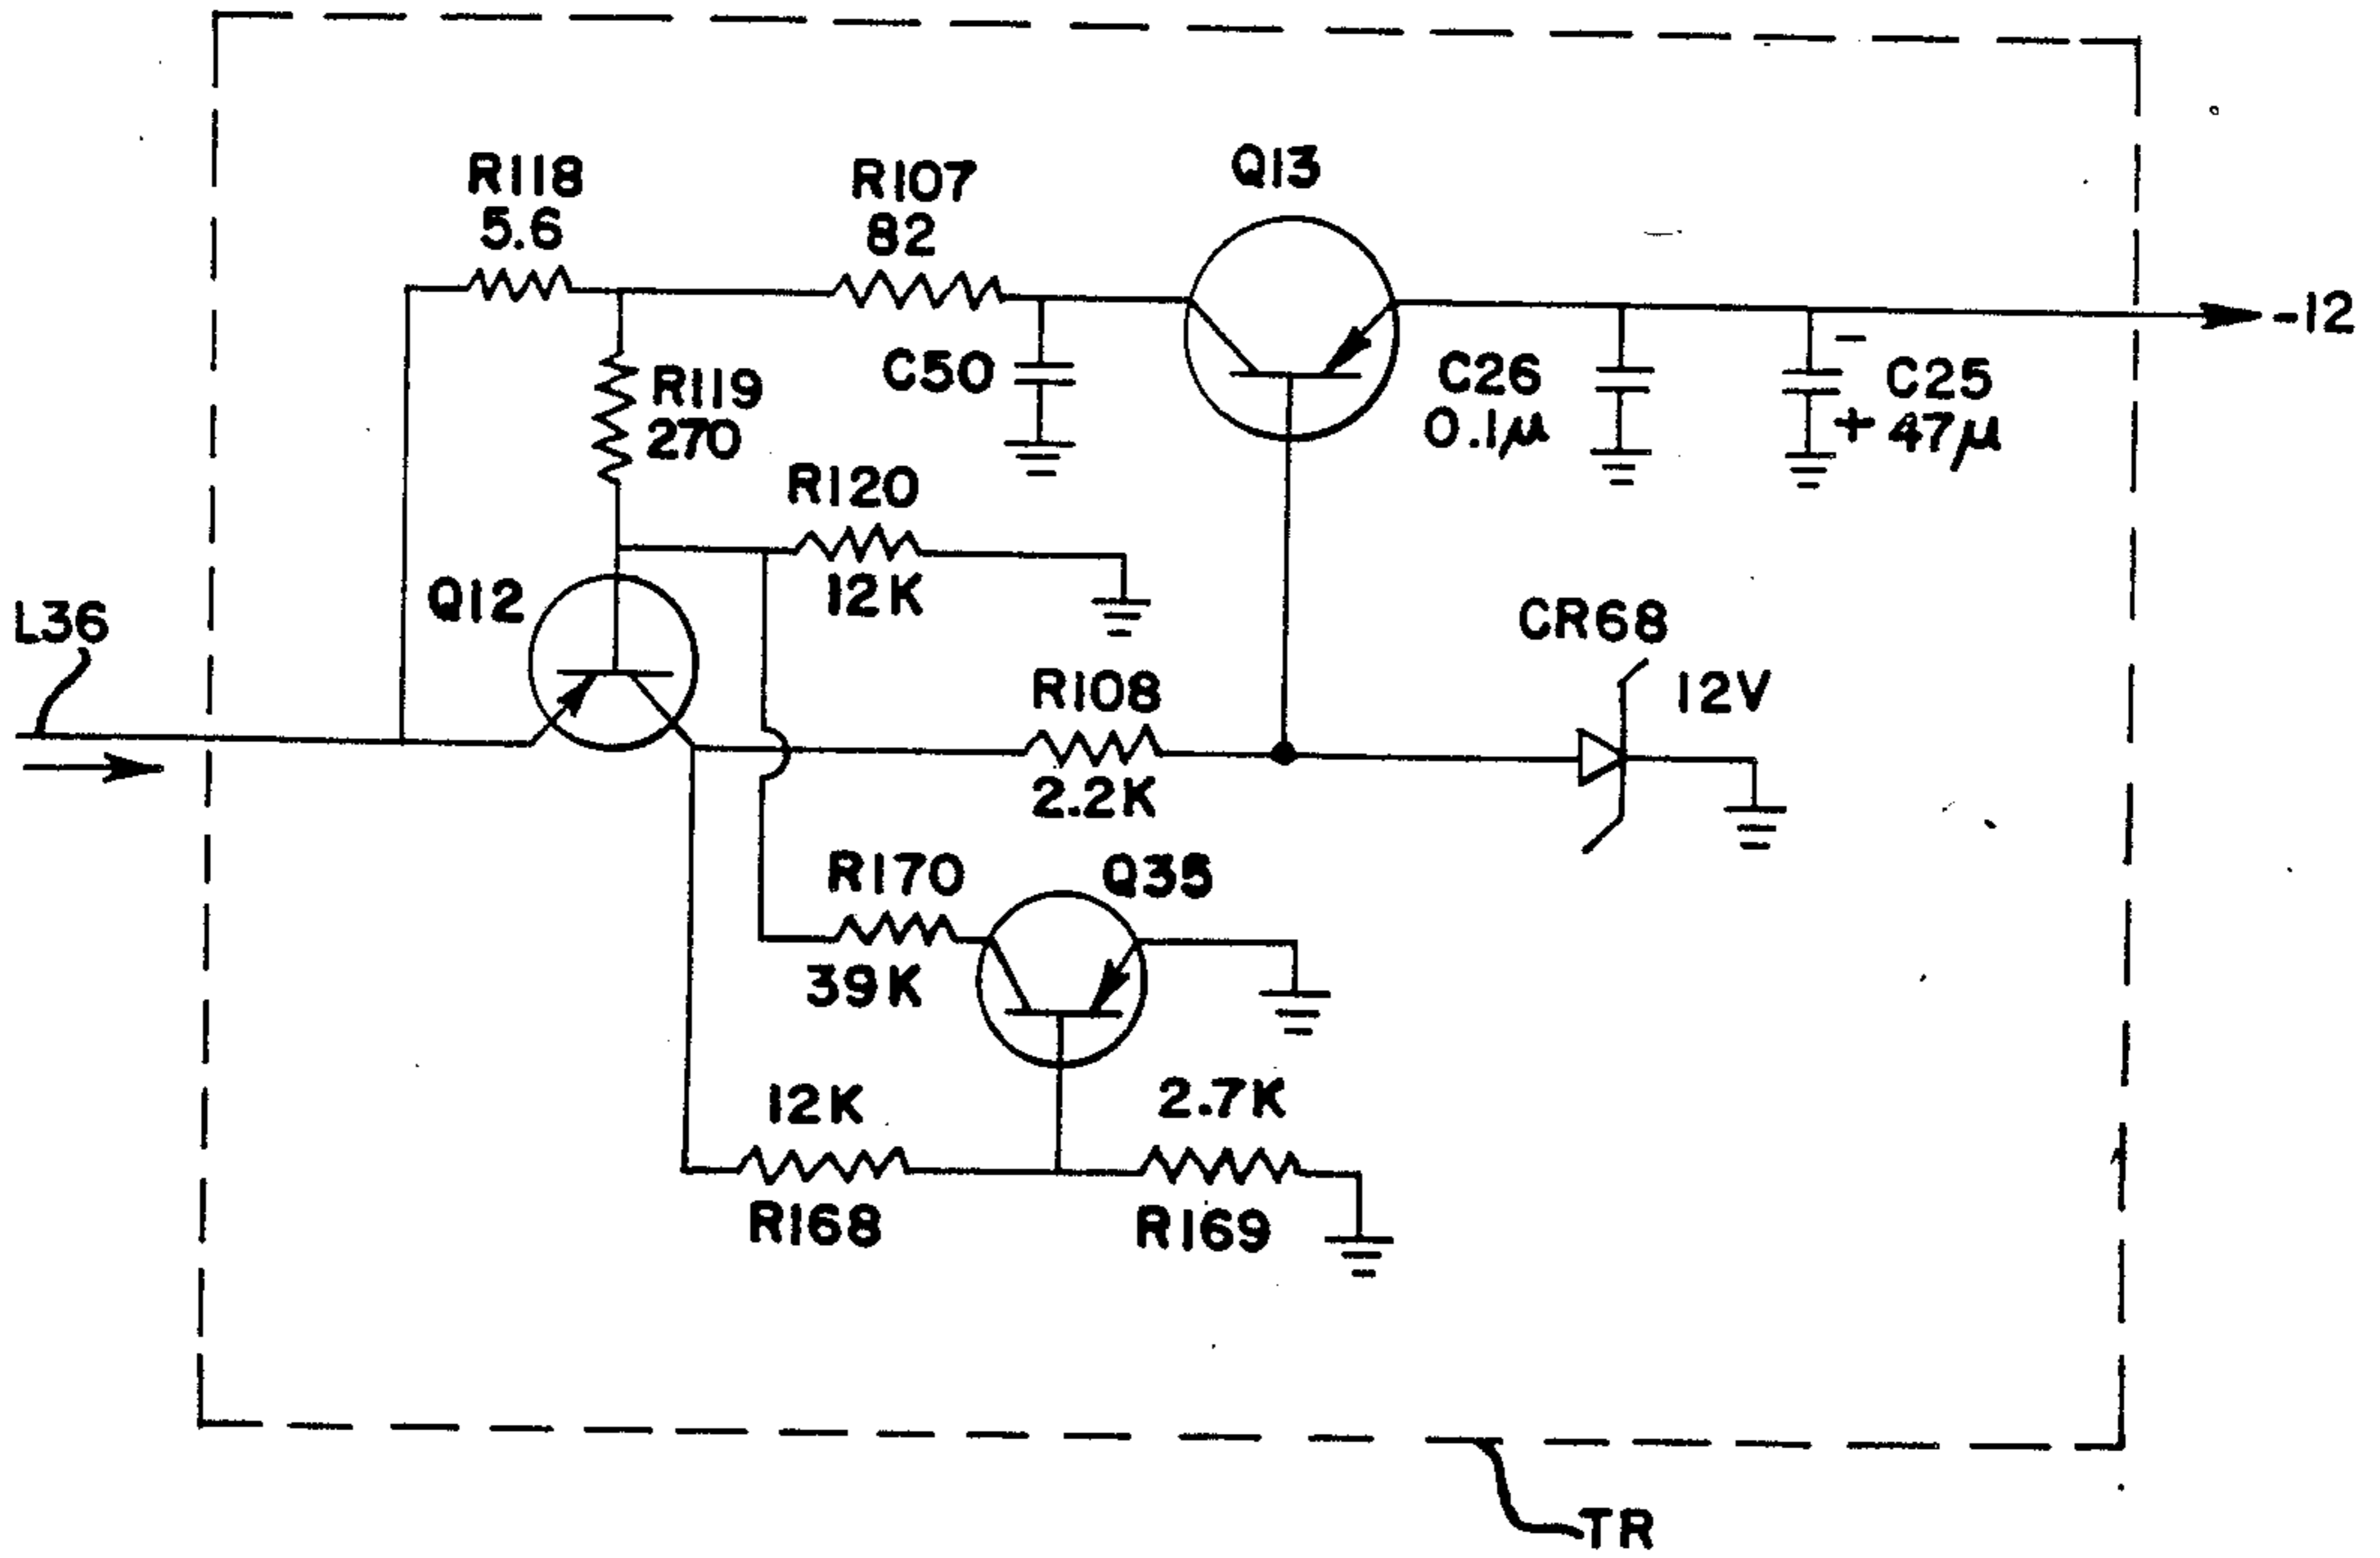 R118
5.6
R107
82
Q13
-12
R119
270
C50
C26
0.1µ
-
C25
+ 47µ
R120
12K
Q12
L36
CR68
12V
R108
2.2K
R170
39K
Q35
12K
R168
2.7K
R169
TR